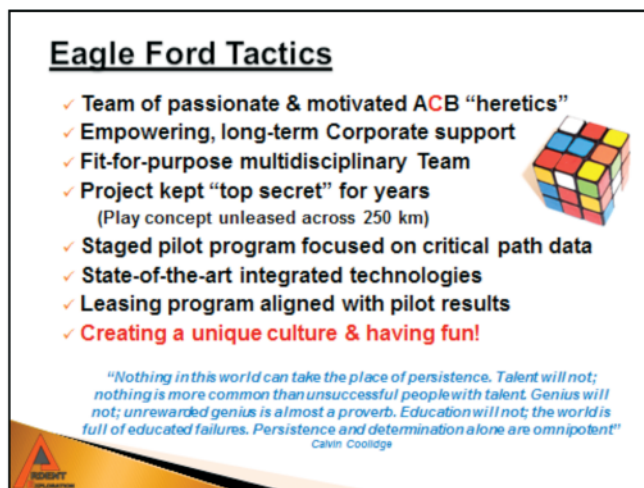 Eagle Ford Tactics
✓ Team of passionate & motivated ACB “heretics”
✓ Empowering, long-term Corporate support
✓ Fit-for-purpose multidisciplinary Team
✓ Project kept “top secret” for years
(Play concept unleased across 250 km)
✓ Staged pilot program focused on critical path data
✓ State-of-the-art integrated technologies
✓ Leasing program aligned with pilot results
✓ Creating a unique culture & having fun!
“Nothing in this world can take the place of persistence. Talent will not;
nothing is more common than unsuccessful people with talent. Genius will
not; unrewarded genius is almost a proverb. Education will not; the world is
full of educated failures. Persistence and determination alone are omnipotent”
Calvin Coolidge
ARDENT
EXPLORATION